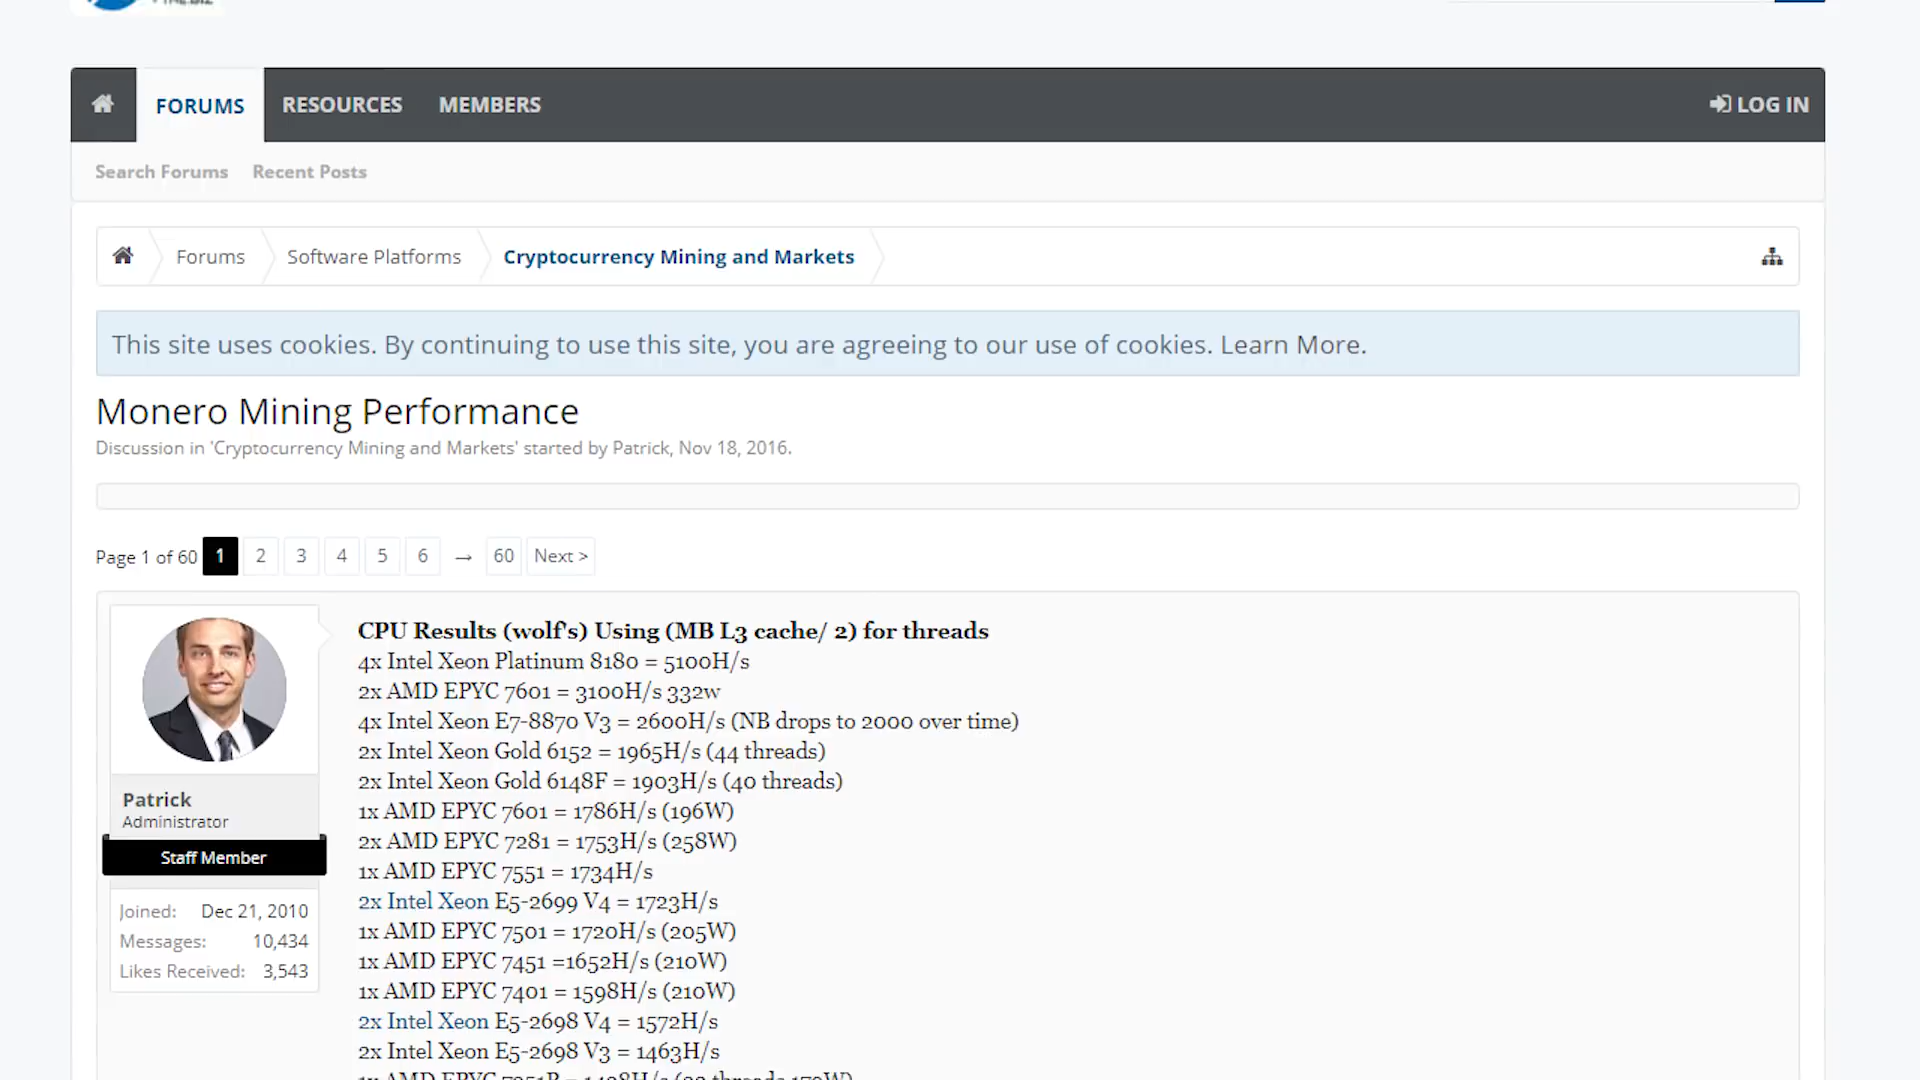 FORUMS RESOURCES MEMBERS LOG IN
Search Forums Recent Posts
Forums Software Platforms Cryptocurrency Mining and Markets
This site uses cookies. By continuing to use this site, you are agreeing to our use of cookies. Learn More.
Monero Mining Performance
Discussion in 'Cryptocurrency Mining and Markets' started by Patrick, Nov 18, 2016.
Page 1 of 60 1 2 3 4 5 6 → 60 Next >
Patrick
Administrator
Staff Member
Joined: Dec 21, 2010
Messages: 10,434
Likes Received: 3,543
CPU Results (wolf's) Using (MB L3 cache/ 2) for threads
4x Intel Xeon Platinum 8180 = 5100H/s
2x AMD EPYC 7601 = 3100H/s 332w
4x Intel Xeon E7-8870 V3 = 2600H/s (NB drops to 2000 over time)
2x Intel Xeon Gold 6152 = 1965H/s (44 threads)
2x Intel Xeon Gold 6148F = 1903H/s (40 threads)
1x AMD EPYC 7601 = 1786H/s (196W)
2x AMD EPYC 7281 = 1753H/s (258W)
1x AMD EPYC 7551 = 1734H/s
2x Intel Xeon E5-2699 V4 = 1723H/s
1x AMD EPYC 7501 = 1720H/s (205W)
1x AMD EPYC 7451 =1652H/s (210W)
1x AMD EPYC 7401 = 1598H/s (210W)
2x Intel Xeon E5-2698 V4 = 1572H/s
2x Intel Xeon E5-2698 V3 = 1463H/s